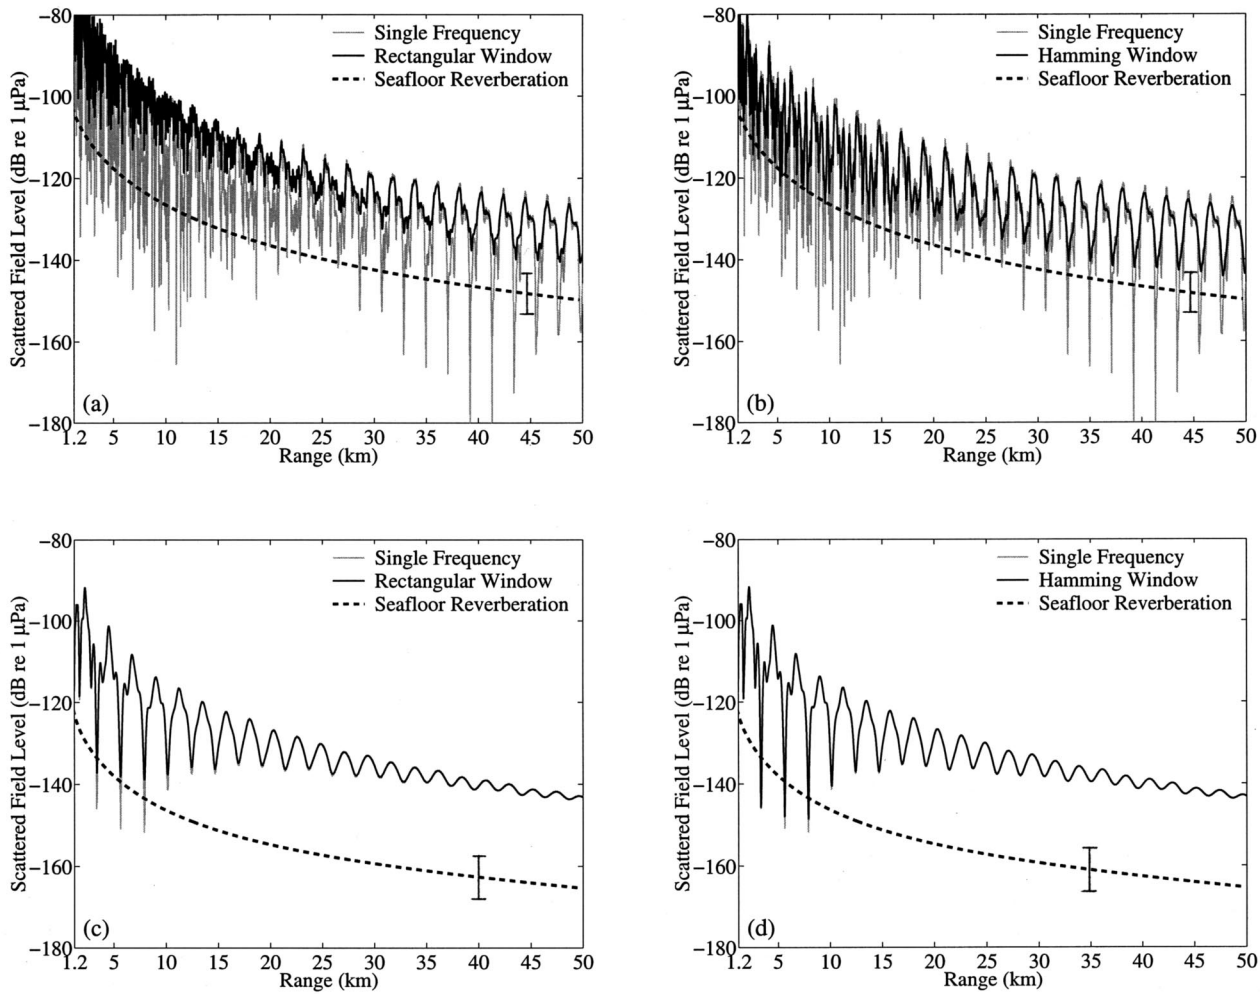 Scattered Field Level (dB re 1 μPa)
−80
−100
−120
−140
−160
−180
Single Frequency
Rectangular Window
Seafloor Reverberation
(a)
1.2 5 10 15 20 25 30 35 40 45 50
Range (km)
Scattered Field Level (dB re 1 μPa)
−80
−100
−120
−140
−160
−180
Single Frequency
Hamming Window
Seafloor Reverberation
(b)
1.2 5 10 15 20 25 30 35 40 45 50
Range (km)
Scattered Field Level (dB re 1 μPa)
−80
−100
−120
−140
−160
−180
Single Frequency
Rectangular Window
Seafloor Reverberation
(c)
1.2 5 10 15 20 25 30 35 40 45 50
Range (km)
Scattered Field Level (dB re 1 μPa)
−80
−100
−120
−140
−160
−180
Single Frequency
Hamming Window
Seafloor Reverberation
(d)
1.2 5 10 15 20 25 30 35 40 45 50
Range (km)